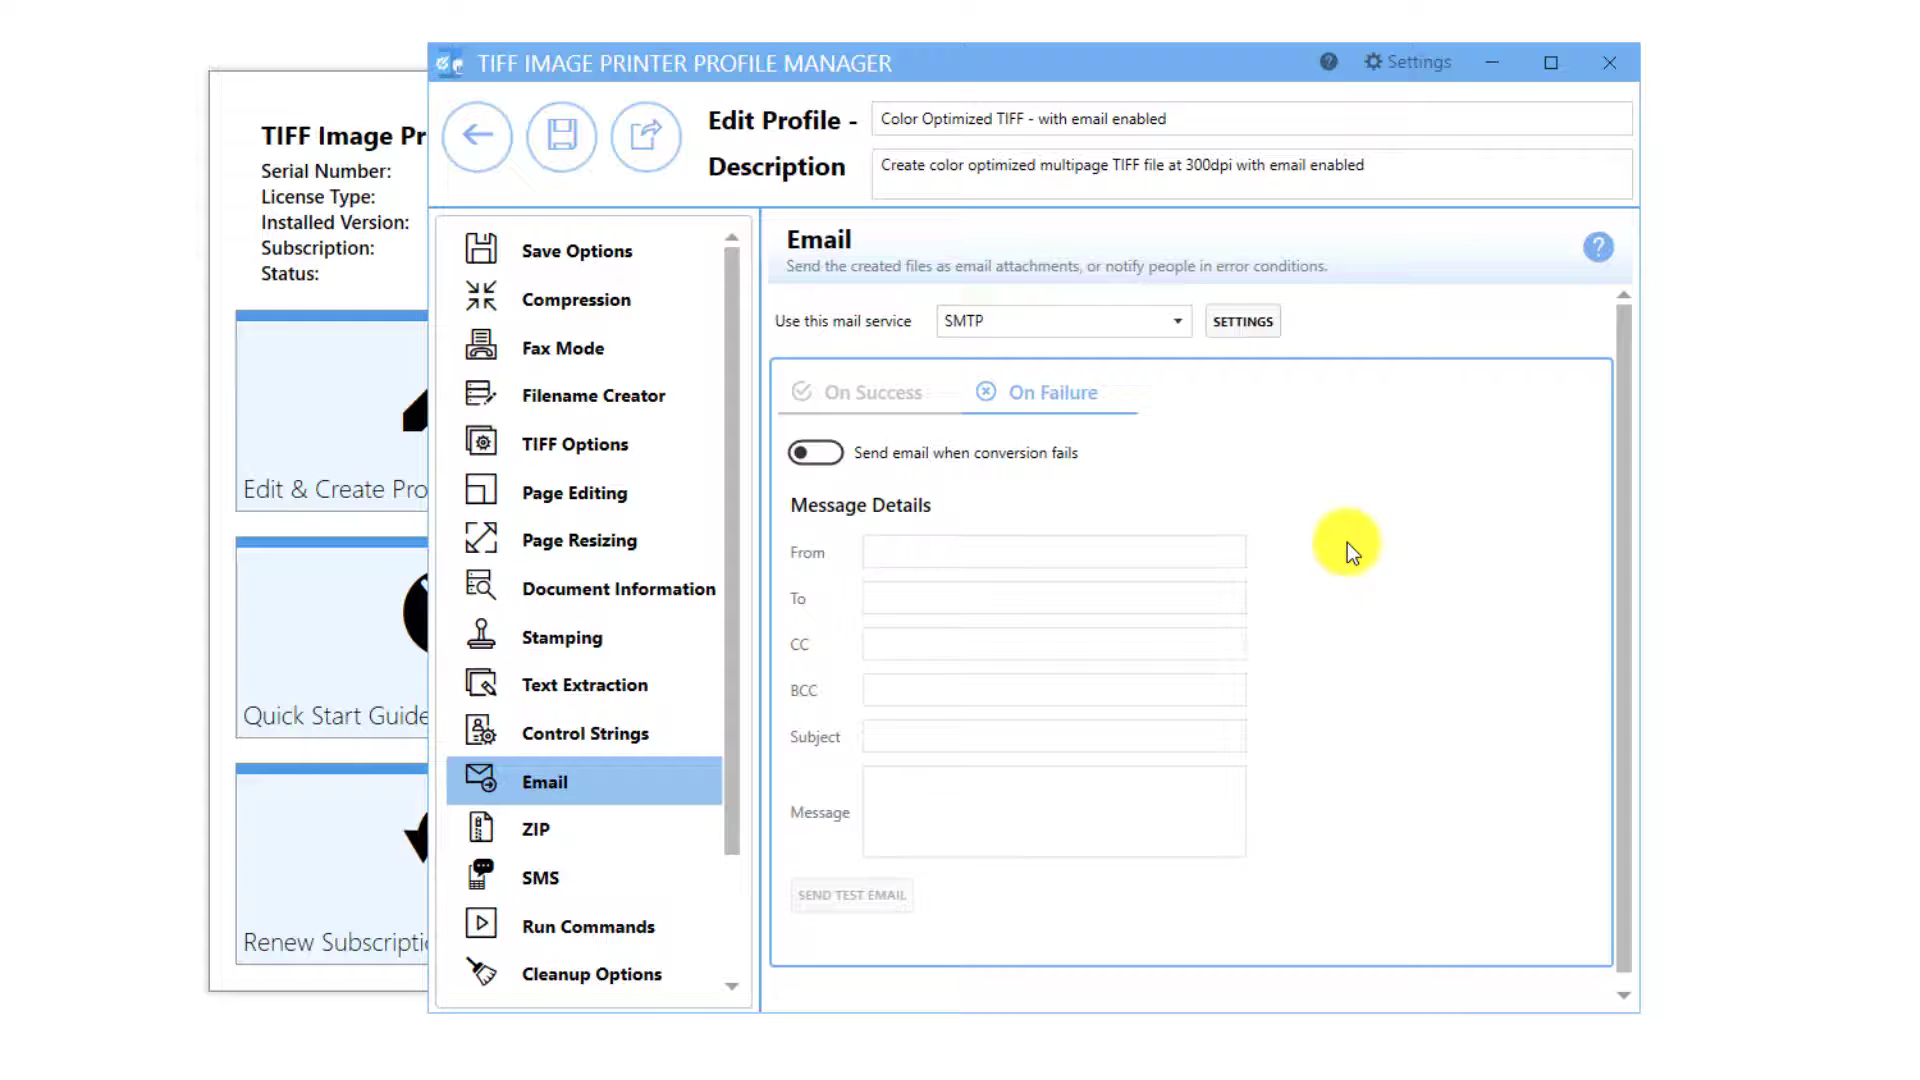 TIFF IMAGE PRINTER PROFILE MANAGER
Settings
TIFF Image Pr
Serial Number:
License Type:
Installed Version:
Subscription:
Status:
Edit & Create Pro
Quick Start Guide
Renew Subscripti
Edit Profile -
Color Optimized TIFF - with email enabled
Description
Create color optimized multipage TIFF file at 300dpi with email enabled
Save Options
Compression
Fax Mode
Filename Creator
TIFF Options
Page Editing
Page Resizing
Document Information
Stamping
Text Extraction
Control Strings
Email
ZIP
SMS
Run Commands
Cleanup Options
Email
Send the created files as email attachments, or notify people in error conditions.
Use this mail service
SMTP
SETTINGS
On Success
On Failure
Send email when conversion fails
Message Details
From
To
CC
BCC
Subject
Message
SEND TEST EMAIL